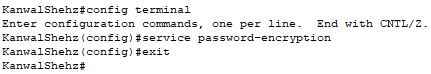 KanwalShehz#config terminal
Enter configuration commands, one per line.  End with CNTL/Z.
KanwalShehz(config)#service password-encryption
KanwalShehz(config)#exit
KanwalShehz#